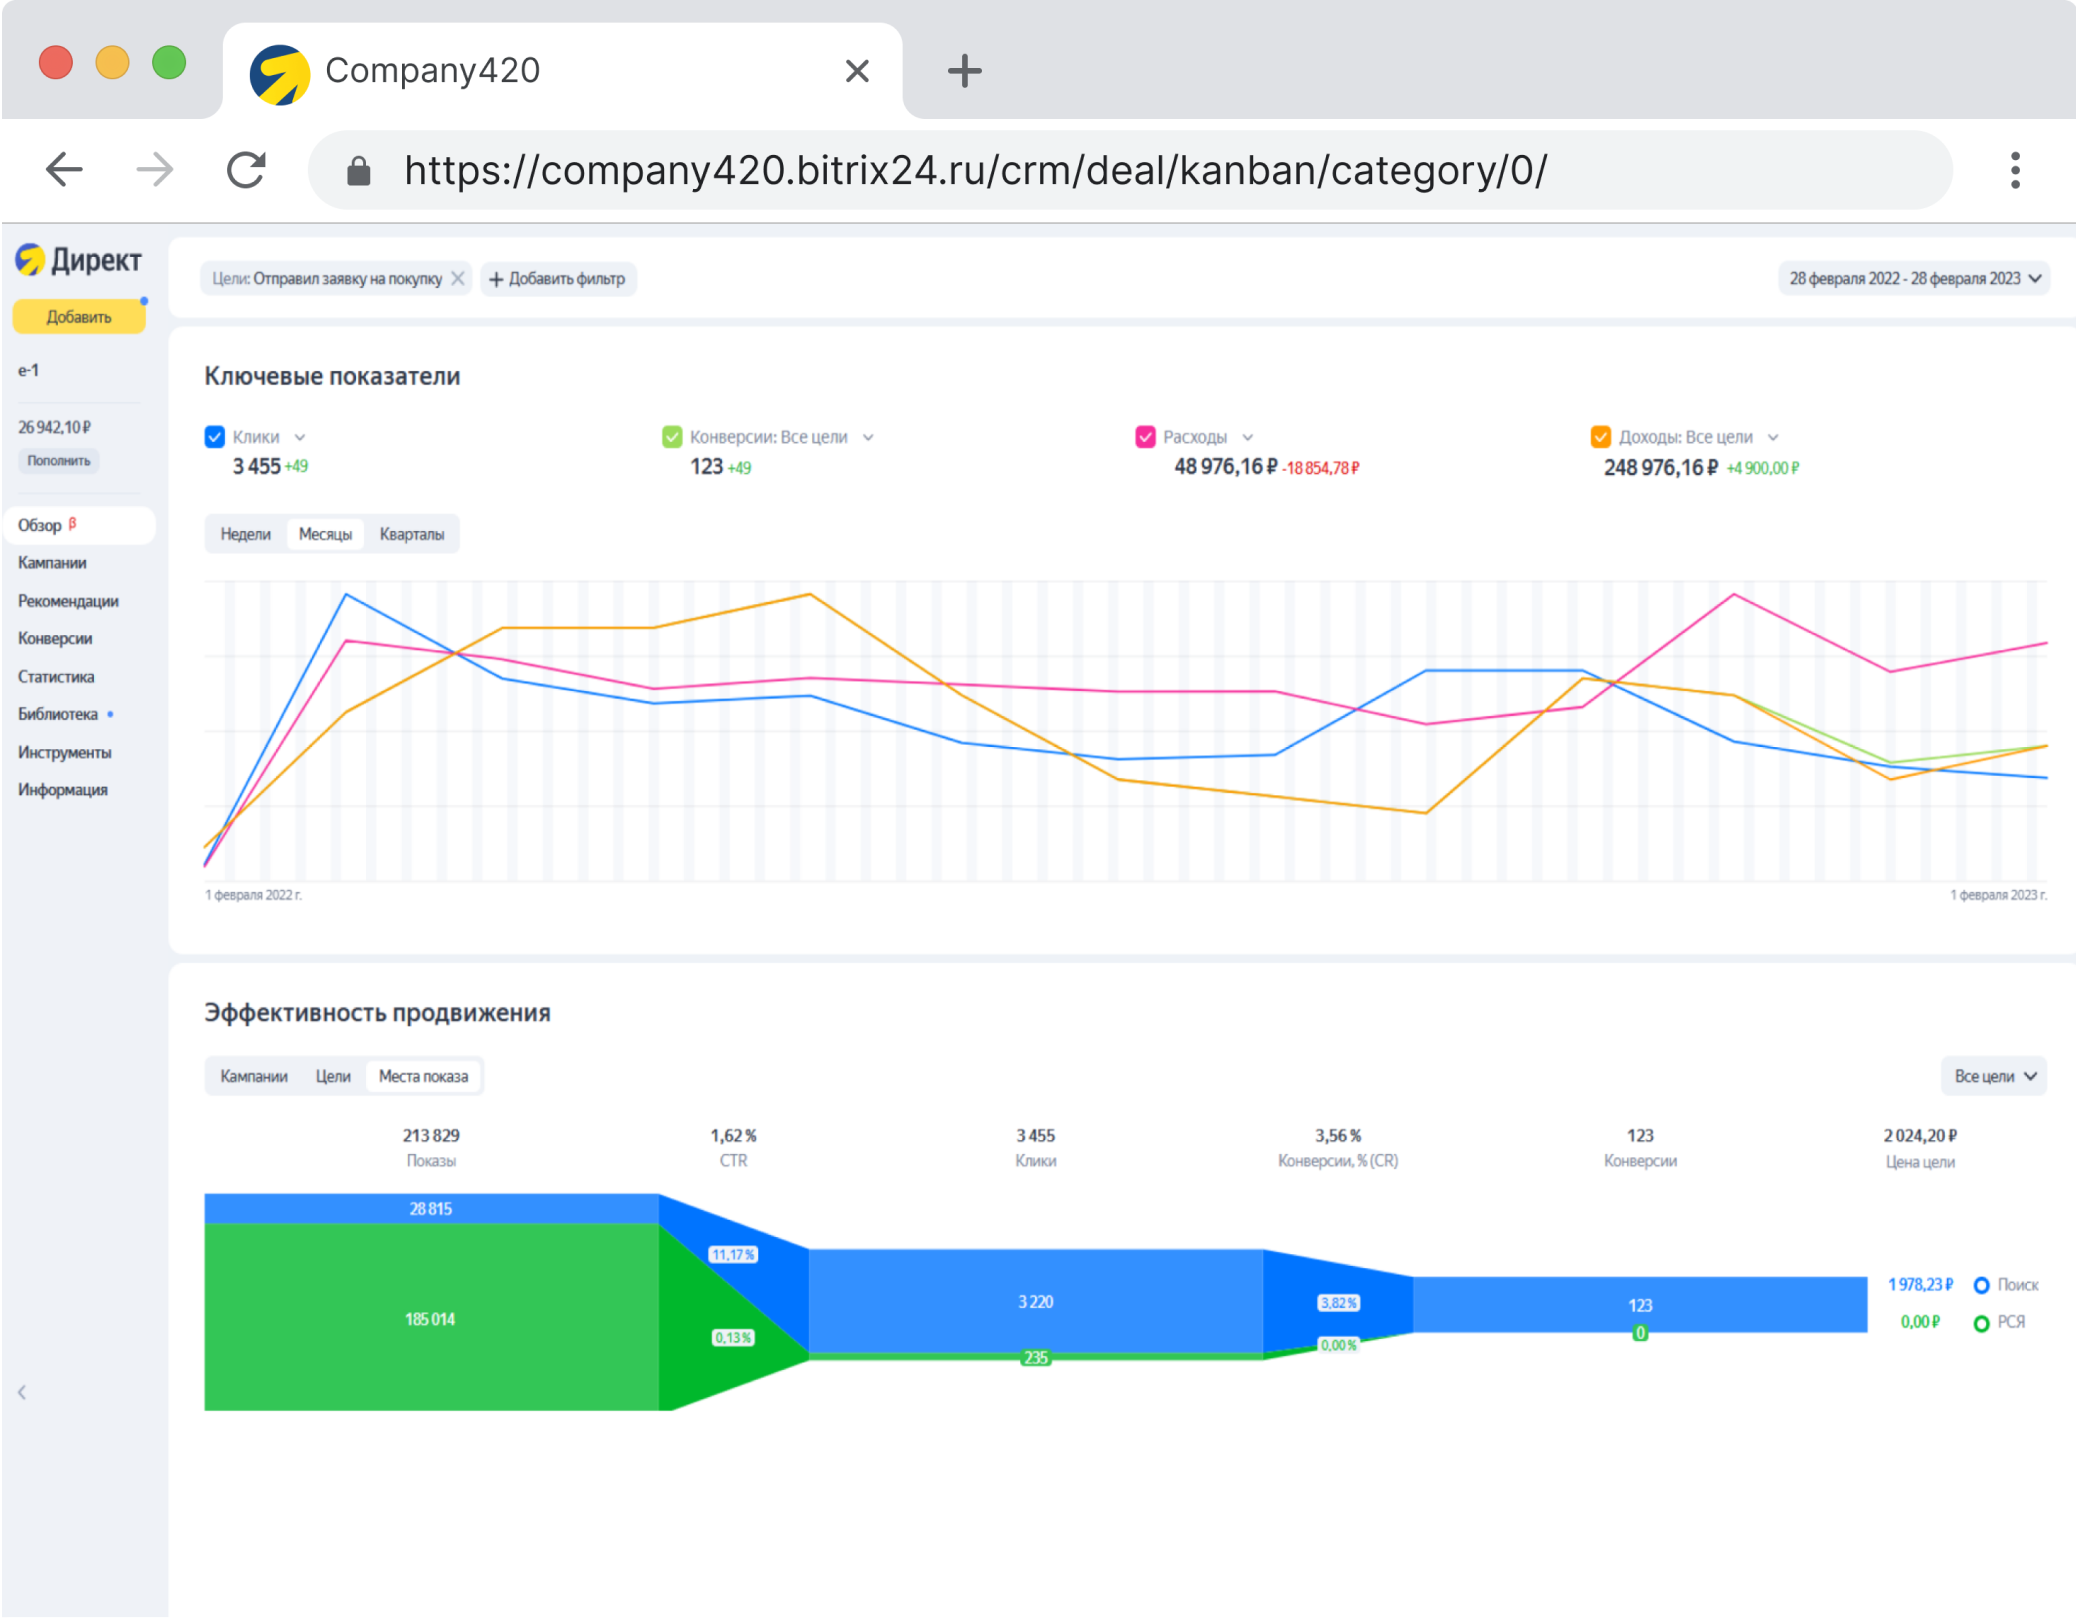 Company420
https://company420.bitrix24.ru/crm/deal/kanban/category/0/
Директ
Добавить
e-1
26 942,10 ₽
Пополнить
Обзор β
Кампании
Рекомендации
Конверсии
Статистика
Библиотека
Инструменты
Информация
Цели: Отправил заявку на покупку
Добавить фильтр
28 февраля 2022 - 28 февраля 2023
Ключевые показатели
Клики
3 455 +49
Конверсии: Все цели
123 +49
Расходы
48 976,16 ₽ -18 854,78 ₽
Доходы: Все цели
248 976,16 ₽ +4 900,00 ₽
Недели Месяцы Кварталы
1 февраля 2022 г. 1 февраля 2023 г.
Эффективность продвижения
Кампании Цели Места показа
Все цели
213 829 1,62 % 3 455 3,56 % 123 2 024,20 ₽
Показы CTR Клики Конверсии, % (CR) Конверсии Цена цели
28 815
11,17 %
3 220
3,82 %
123
1 978,23 ₽ Поиск
185 014
0,13 %
235
0,00 %
0
0,00 ₽ РСЯ